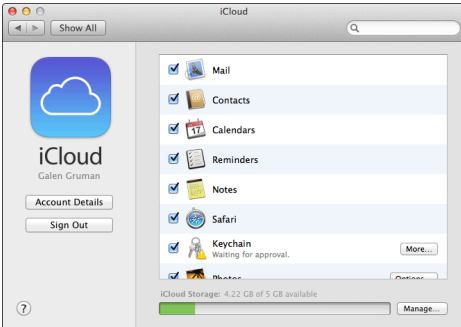 iCloud
Show All
Mail
Contacts
17
Calendars
Reminders
iCloud
Galen Gruman
Notes
Account Details
Safari
Sign Out
Keychain
Waiting for approval.
More...
Photos
Options...
iCloud Storage: 4.22 GB of 5 GB available
?
Manage...